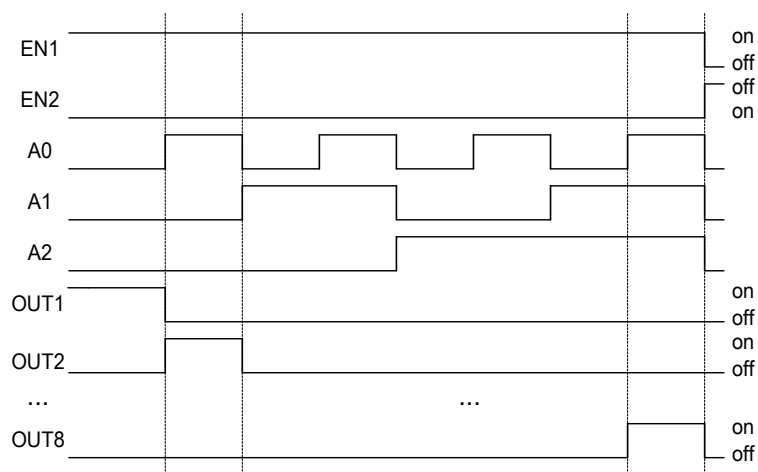 EN1
on
off
EN2
off
on
A0
A1
A2
OUT1
on
off
OUT2
on
off
...
...
OUT8
on
off